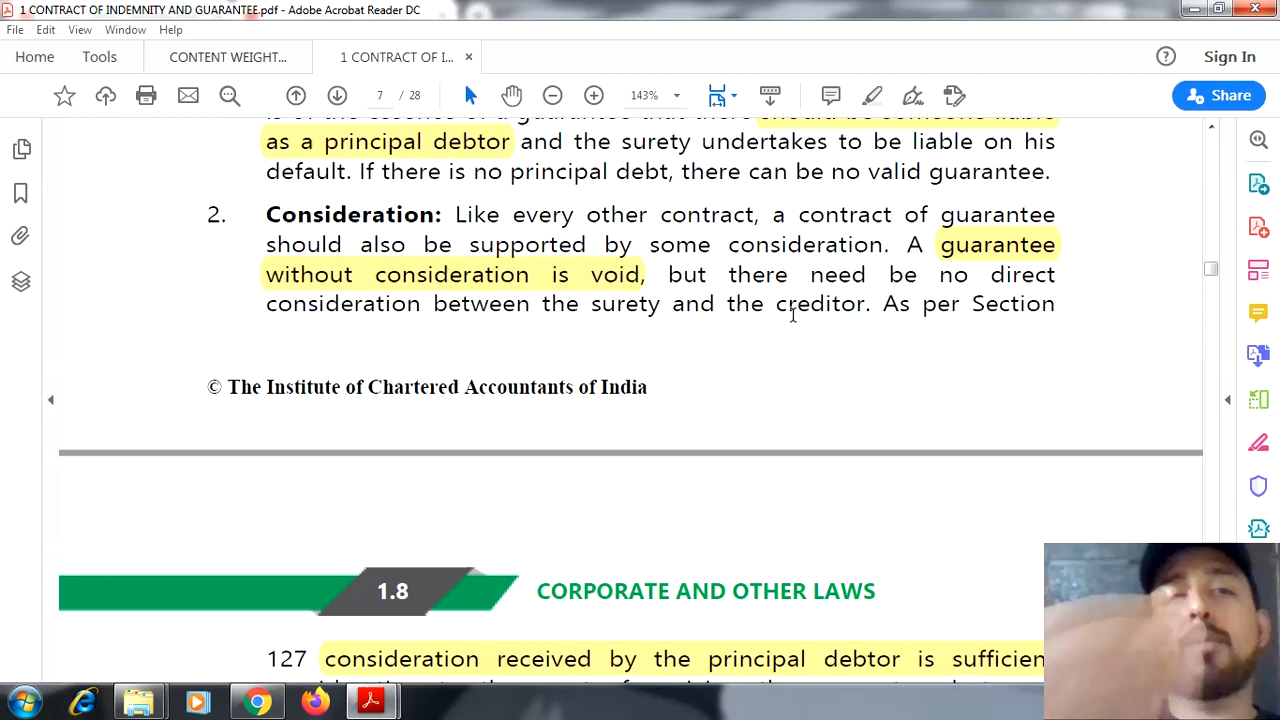 1 CONTRACT OF INDEMNITY AND GUARANTEE.pdf - Adobe Acrobat Reader DC
File Edit View Window Help
Home Tools CONTENT WEIGHT... 1 CONTRACT OF I... × Sign In
7 / 28 143% Share
as a principal debtor and the surety undertakes to be liable on his
default. If there is no principal debt, there can be no valid guarantee.
2. Consideration: Like every other contract, a contract of guarantee
should also be supported by some consideration. A guarantee
without consideration is void, but there need be no direct
consideration between the surety and the creditor. As per Section
© The Institute of Chartered Accountants of India
1.8 CORPORATE AND OTHER LAWS
127 consideration received by the principal debtor is sufficien